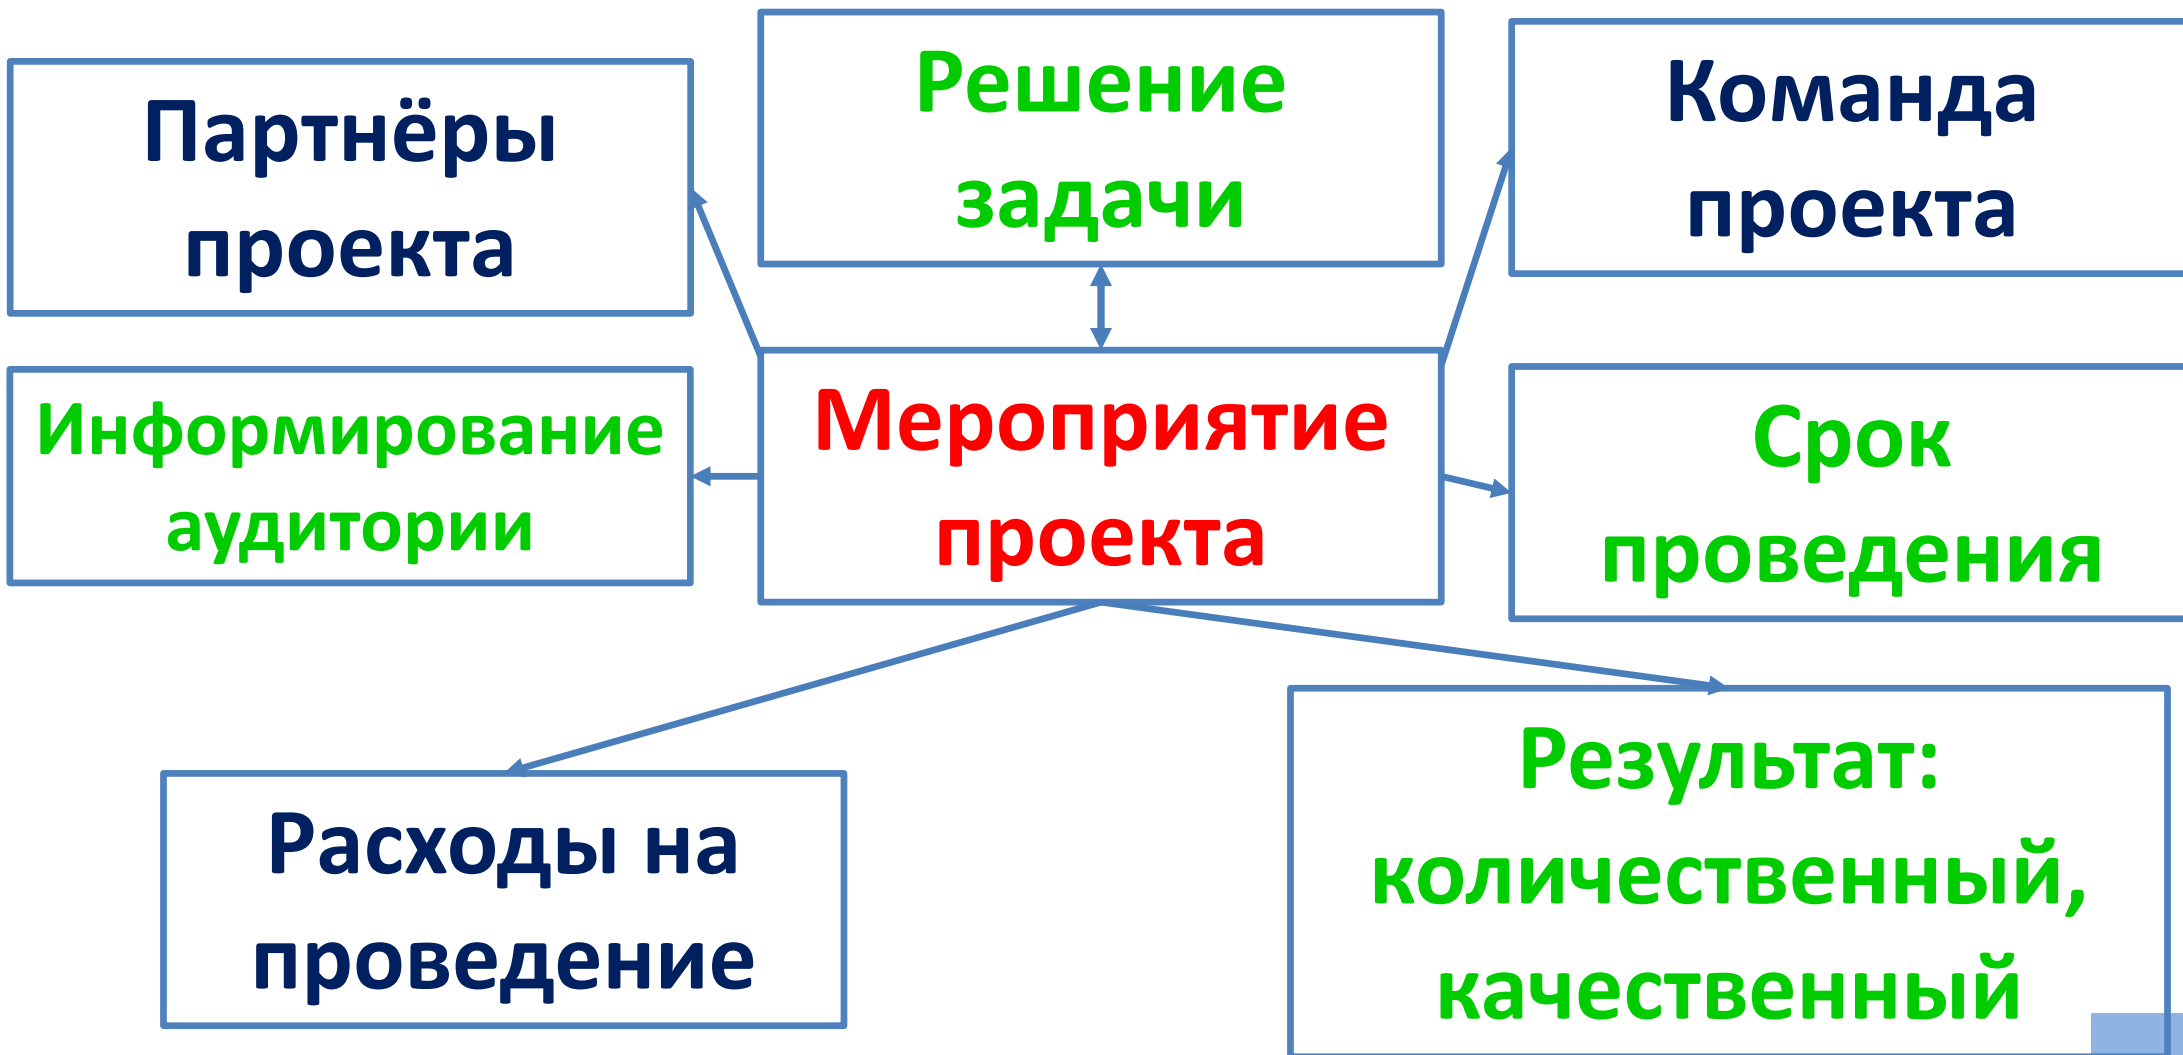 Партнёры
проекта
Решение
задачи
Команда
проекта
Информирование
аудитории
Мероприятие
проекта
Срок
проведения
Расходы на
проведение
Результат:
количественный,
качественный